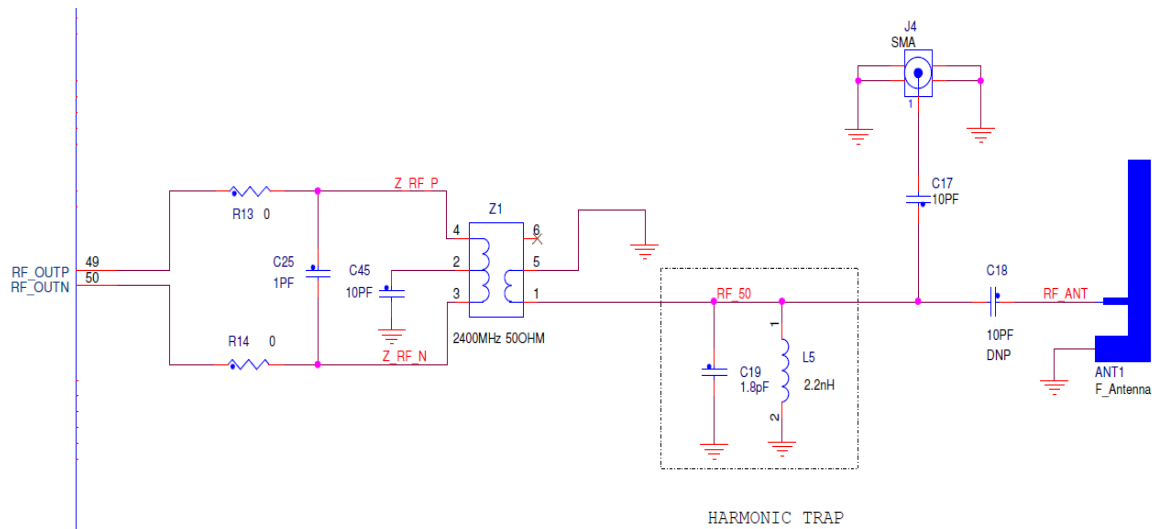 J4
SMA
1
C17
10PF
Z_RF_P
R13 0
Z1
4
6
49
RF_OUTP
50
RF_OUTN
C25
1PF
C45
10PF
2
5
3
1
RF_50
C18
RF_ANT
10PF
DNP
R14 0
Z_RF_N
2400MHz 50OHM
1
C19
1.8pF
L5
2.2nH
2
ANT1
F_Antenna
HARMONIC TRAP